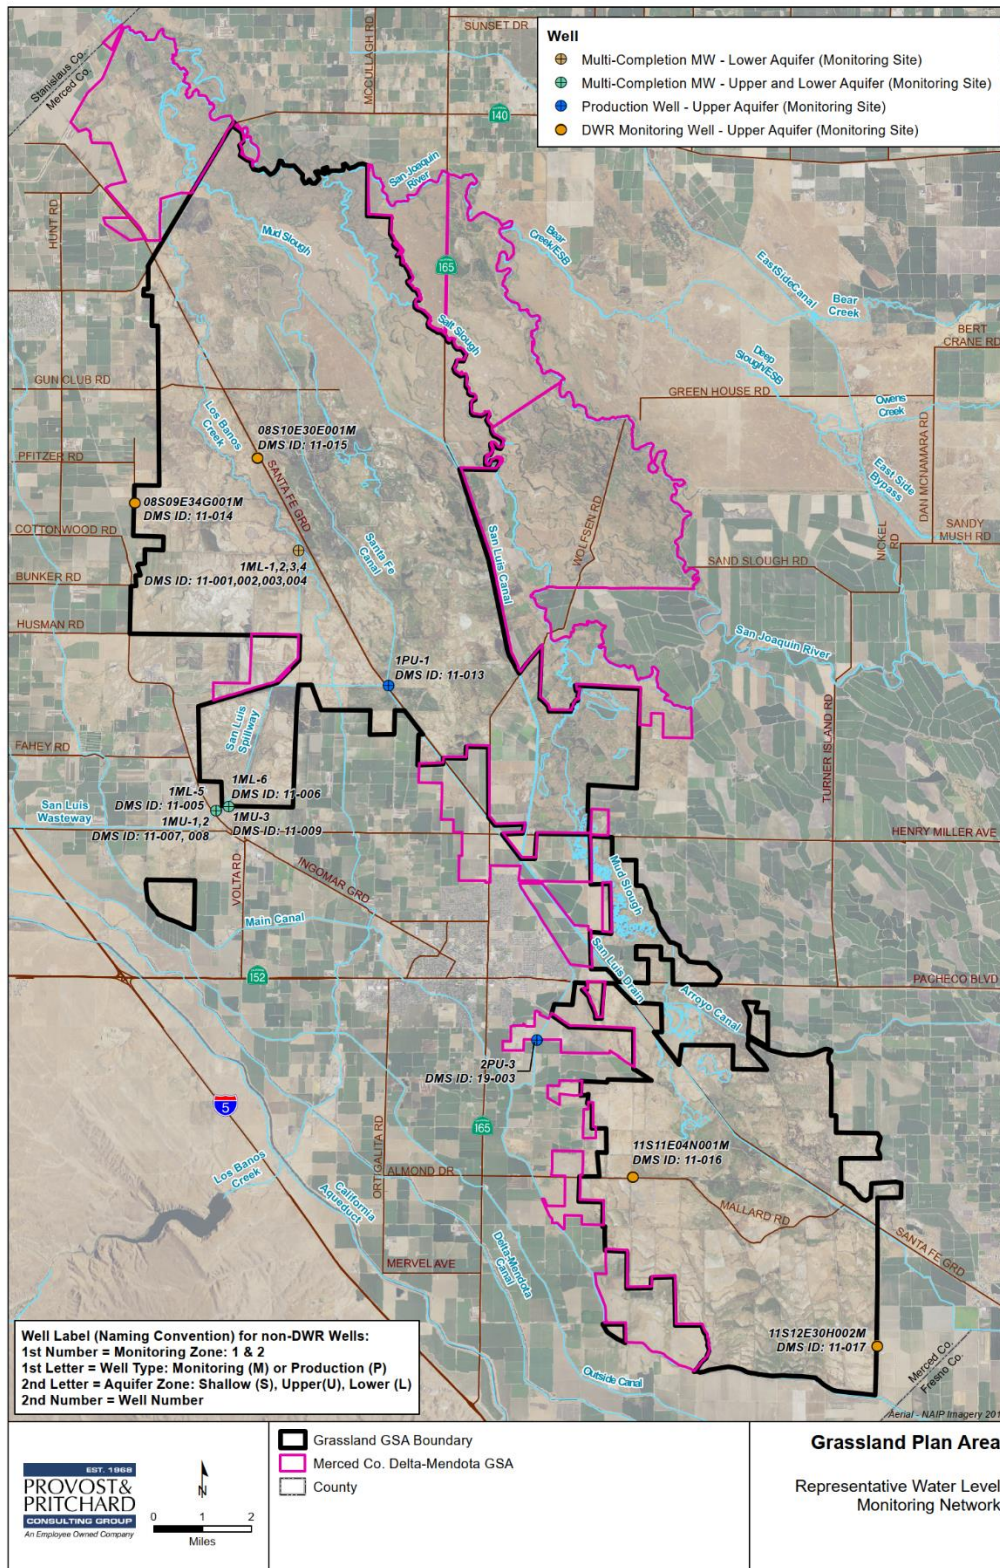 SUNSET DR
MCCULLAGH RD
Well
Multi-Completion MW - Lower Aquifer (Monitoring Site)
Multi-Completion MW - Upper and Lower Aquifer (Monitoring Site)
Production Well - Upper Aquifer (Monitoring Site)
DWR Monitoring Well - Upper Aquifer (Monitoring Site)
Stanislaus Co.
Merced Co.
140
San Joaquin
River
HUNT RD
Mud Slough
Bear
Creek/ESB
165
EastSideCanal
Bear
Creek
Salt Slough
BERT
CRANE RD
Deep
Slough/ESB
GUN CLUB RD
GREEN HOUSE RD
Owens
Creek
Los Banos
Creek
08S10E30E001M
DMS ID: 11-015
PFITZER RD
SANTA FE GRD
DAN MCNAMARA RD
East Side
Bypass
08S09E34G001M
DMS ID: 11-014
WOLFSEN RD
NICKEL
RD
SANDY
MUSH RD
COTTONWOOD RD
San Luis Canal
Santa Fe
Canal
1ML-1,2,3,4
DMS ID: 11-001,002,003,004
SAND SLOUGH RD
BUNKER RD
HUSMAN RD
San Joaquin River
1PU-1
DMS ID: 11-013
TURNER ISLAND RD
San Luis
Spillway
FAHEY RD
1ML-6
DMS ID: 11-006
1ML-5
DMS ID: 11-005
San Luis
Wasteway
1MU-1,2
DMS ID: 11-007, 008
1MU-3
DMS ID: 11-009
HENRY MILLER AVE
VOLTA RD
INGOMAR GRD
Mud Slough
Main Canal
San Luis Drain
152
PACHECO BLVD
Arroyo Canal
2PU-3
DMS ID: 19-003
5
165
ORTIGALITA RD
11S11E04N001M
DMS ID: 11-016
Los Banos
Creek
California
Aqueduct
ALMOND DR
MALLARD RD
SANTA FE GRD
Delta-Mendota
Canal
MERVEL AVE
11S12E30H002M
DMS ID: 11-017
Merced Co.
Fresno Co.
Outside Canal
Well Label (Naming Convention) for non-DWR Wells:
1st Number = Monitoring Zone: 1 & 2
1st Letter = Well Type: Monitoring (M) or Production (P)
2nd Letter = Aquifer Zone: Shallow (S), Upper(U), Lower (L)
2nd Number = Well Number
Aerial - NAIP Imagery 201
EST. 1968
PROVOST&
PRITCHARD
CONSULTING GROUP
An Employee Owned Company
N
0 1 2
Miles
Grassland GSA Boundary
Merced Co. Delta-Mendota GSA
County
Grassland Plan Area
Representative Water Level
Monitoring Network